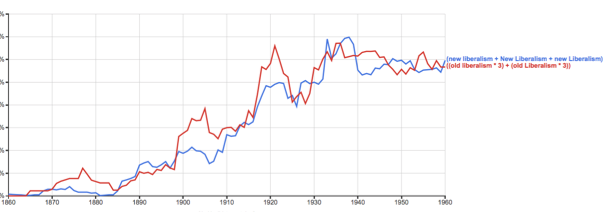 (new liberalism + New Liberalism + new Liberalism)
((old liberalism * 3) + (old Liberalism * 3))
1860 1870 1880 1890 1900 1910 1920 1930 1940 1950 1960